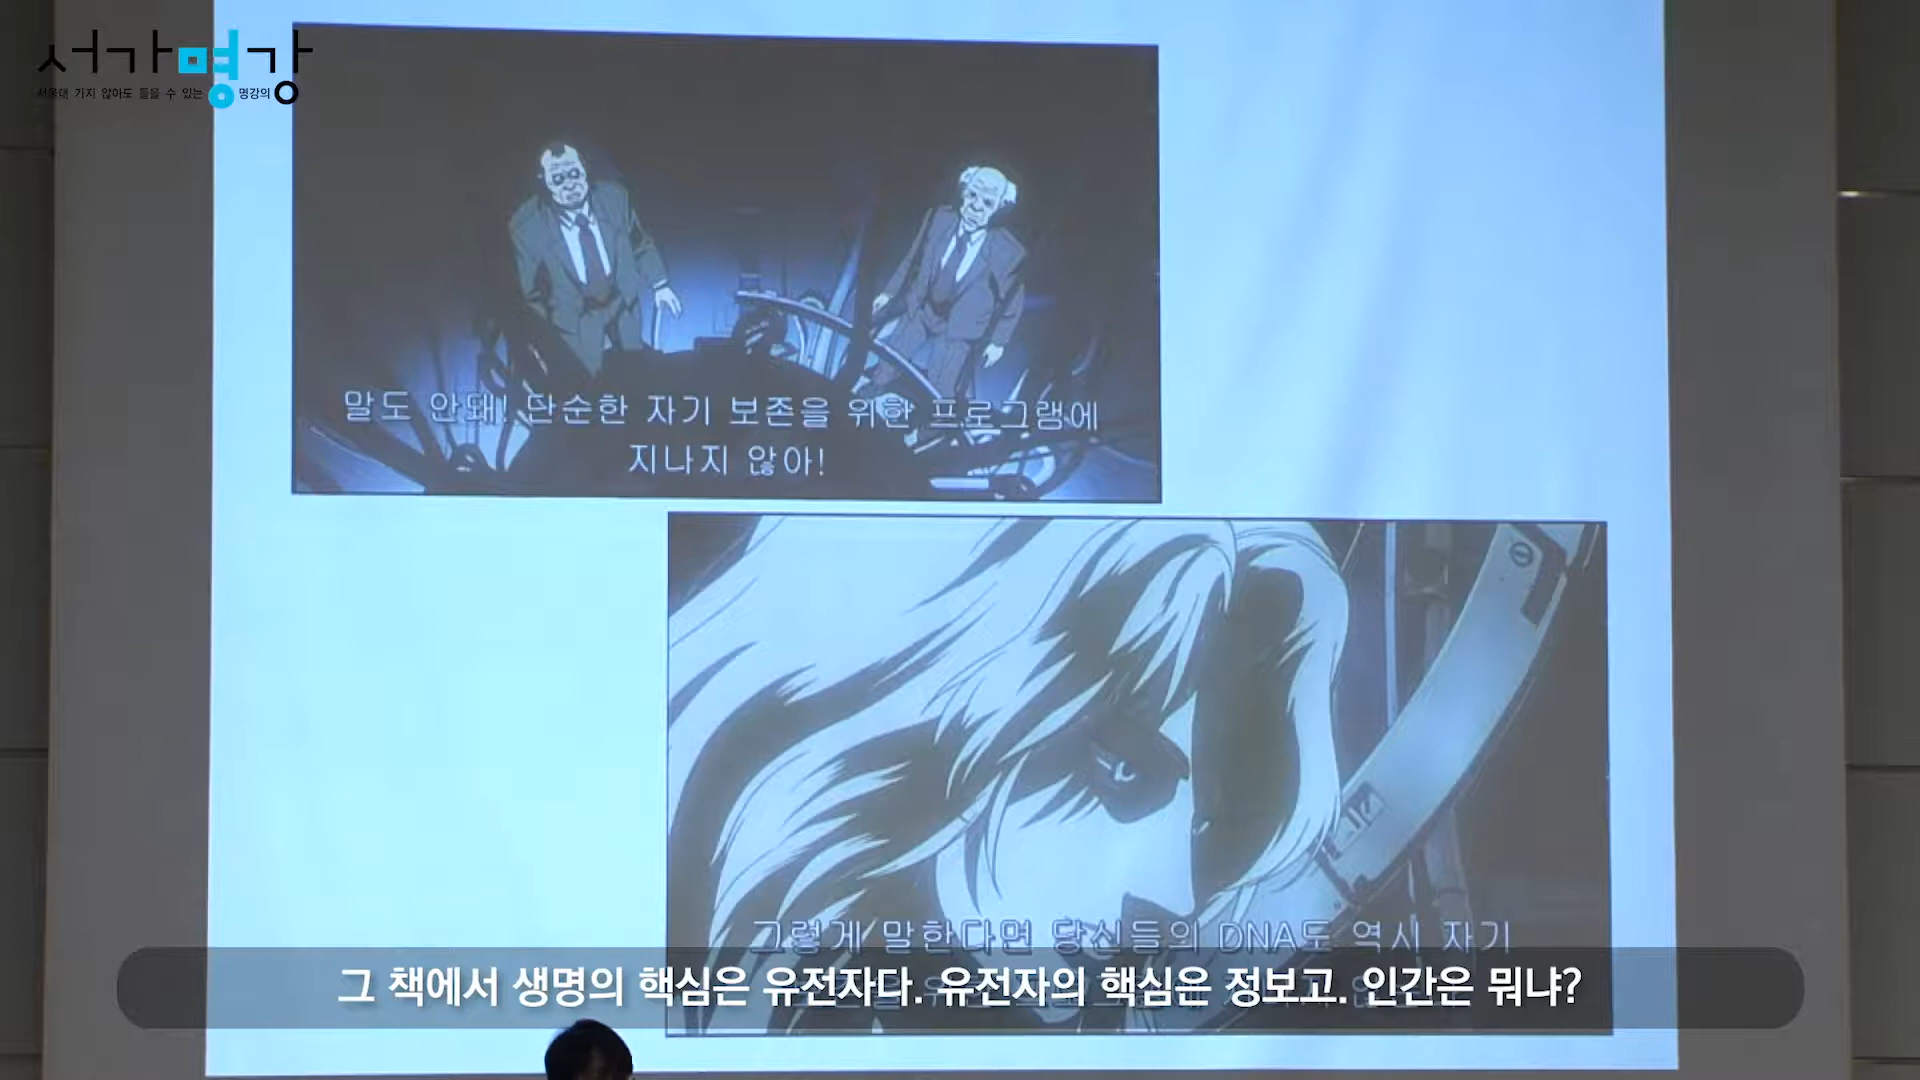 서가명강
서울대 가지 않아도 들을 수 있는 명강의
말도 안돼! 단순한 자기 보존을 위한 프로그램에
지나지 않아!
그렇게 말한다면 당신들의 DNA도 역시 자기
그 책에서 생명의 핵심은 유전자다. 유전자의 핵심은 정보고. 인간은 뭐냐?